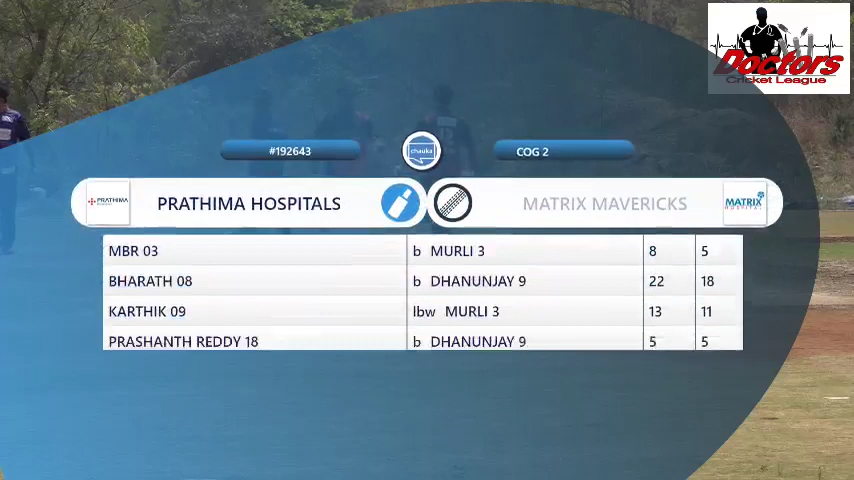 Doctors
Cricket League
#192643
chauka
COG 2
PRATHIMA
PRATHIMA HOSPITALS
MATRIX MAVERICKS
MATRIX
HOSPITAL
MBR 03 b MURLI 3 8 5
BHARATH 08 b DHANUNJAY 9 22 18
KARTHIK 09 lbw MURLI 3 13 11
PRASHANTH REDDY 18 b DHANUNJAY 9 5 5